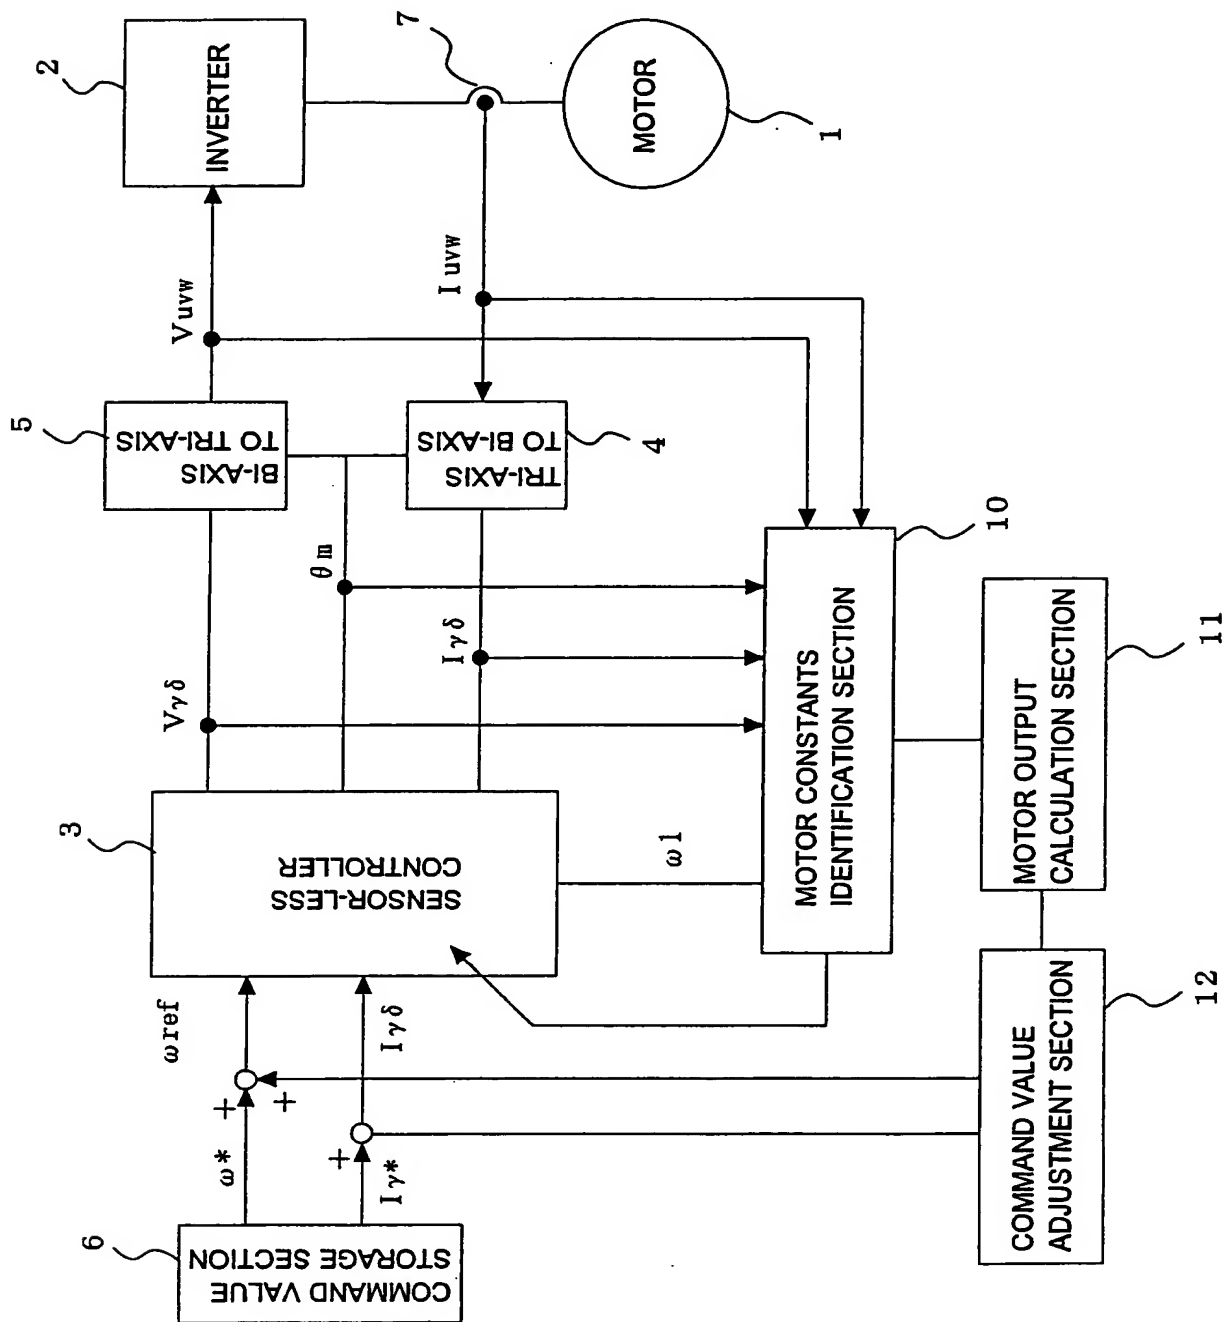 6
COMMAND VALUE
STORAGE SECTION
ω*
Iγ*
+
+
+
ωref
Iγδ
3
SENSOR-LESS
CONTROLLER
Vγδ
θm
Iγδ
ω1
5
BI-AXIS
TO TRI-AXIS
TRI-AXIS
TO BI-AXIS
4
Vuvw
Iuvw
2
INVERTER
7
MOTOR
1
MOTOR CONSTANTS
IDENTIFICATION SECTION
10
MOTOR OUTPUT
CALCULATION SECTION
11
COMMAND VALUE
ADJUSTMENT SECTION
12